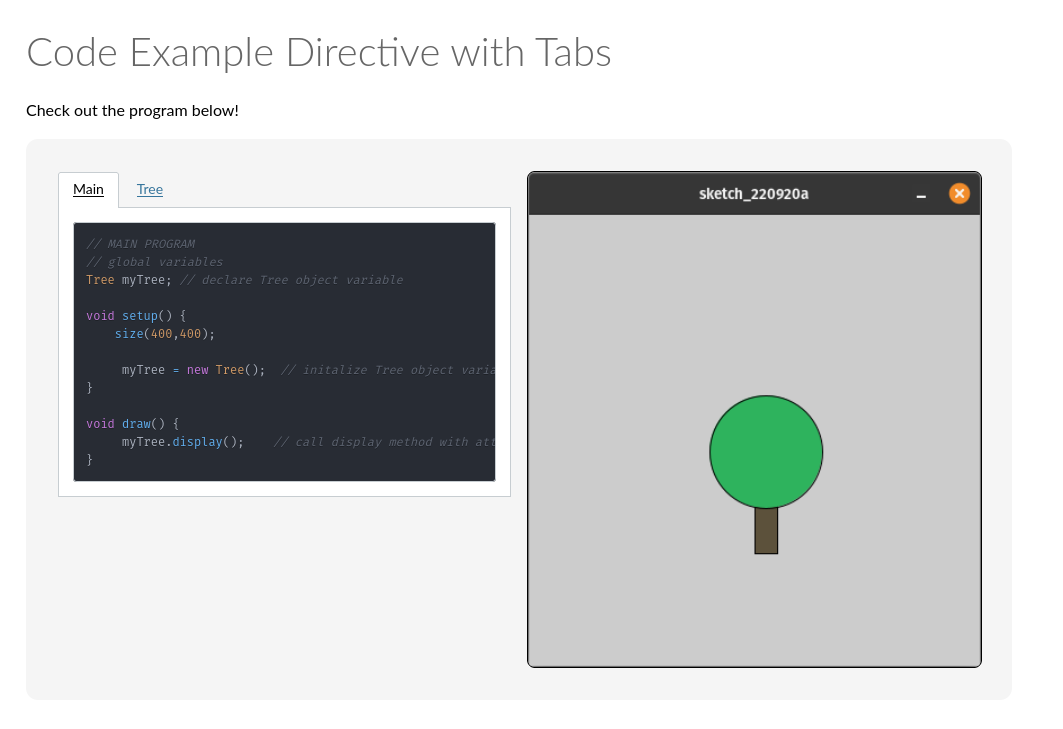 Code Example Directive with Tabs
Check out the program below!
Main Tree
// MAIN PROGRAM
// global variables
Tree myTree; // declare Tree object variable
void setup() {
size(400,400);
myTree = new Tree(); // initalize Tree object
}
void draw() {
myTree.display(); // call display method with
}
sketch_220920a